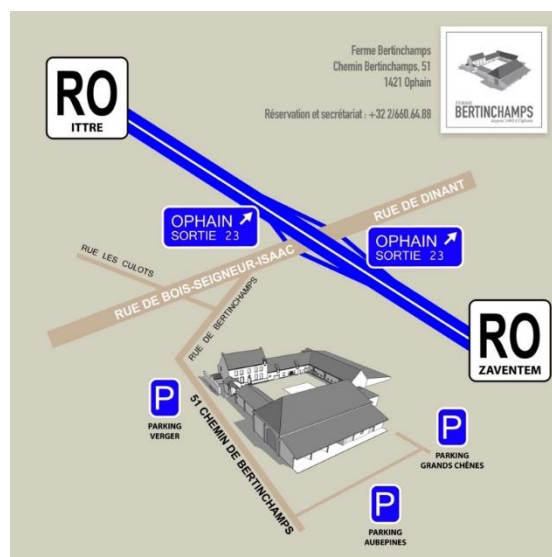 Ferme Bertinchamps
Chemin Bertinchamps, 51
1421 Ophain
Réservation et secrétariat : +32 2/660.64.88
FERME
BERTINCHAMPS
RO
ITTRE
OPHAIN
SORTIE 23
RUE DE DINANT
OPHAIN
SORTIE 23
RUE LES CULOTS
RUE DE BOIS-SEIGNEUR-ISAAC
RUE DE BERTINCHAMPS
RO
ZAVENTEM
P
PARKING
VERGER
51 CHEMIN DE BERTINCHAMPS
P
PARKING
GRANDS CHÊNES
P
PARKING
AUBEPINES